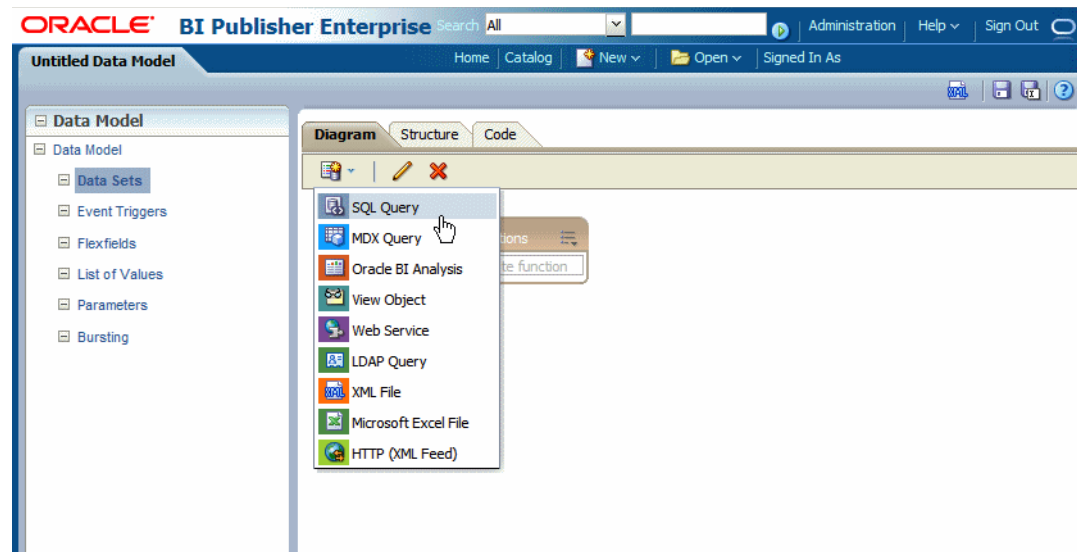 ORACLE BI Publisher Enterprise Search All Administration Help Sign Out
Untitled Data Model Home Catalog New Open Signed In As
XML
Data Model
Data Model
Data Sets
Event Triggers
Flexfields
List of Values
Parameters
Bursting
Diagram Structure Code
SQL Query
MDX Query
Oracle BI Analysis
View Object
Web Service
LDAP Query
XML File
Microsoft Excel File
HTTP (XML Feed)
tions
te function